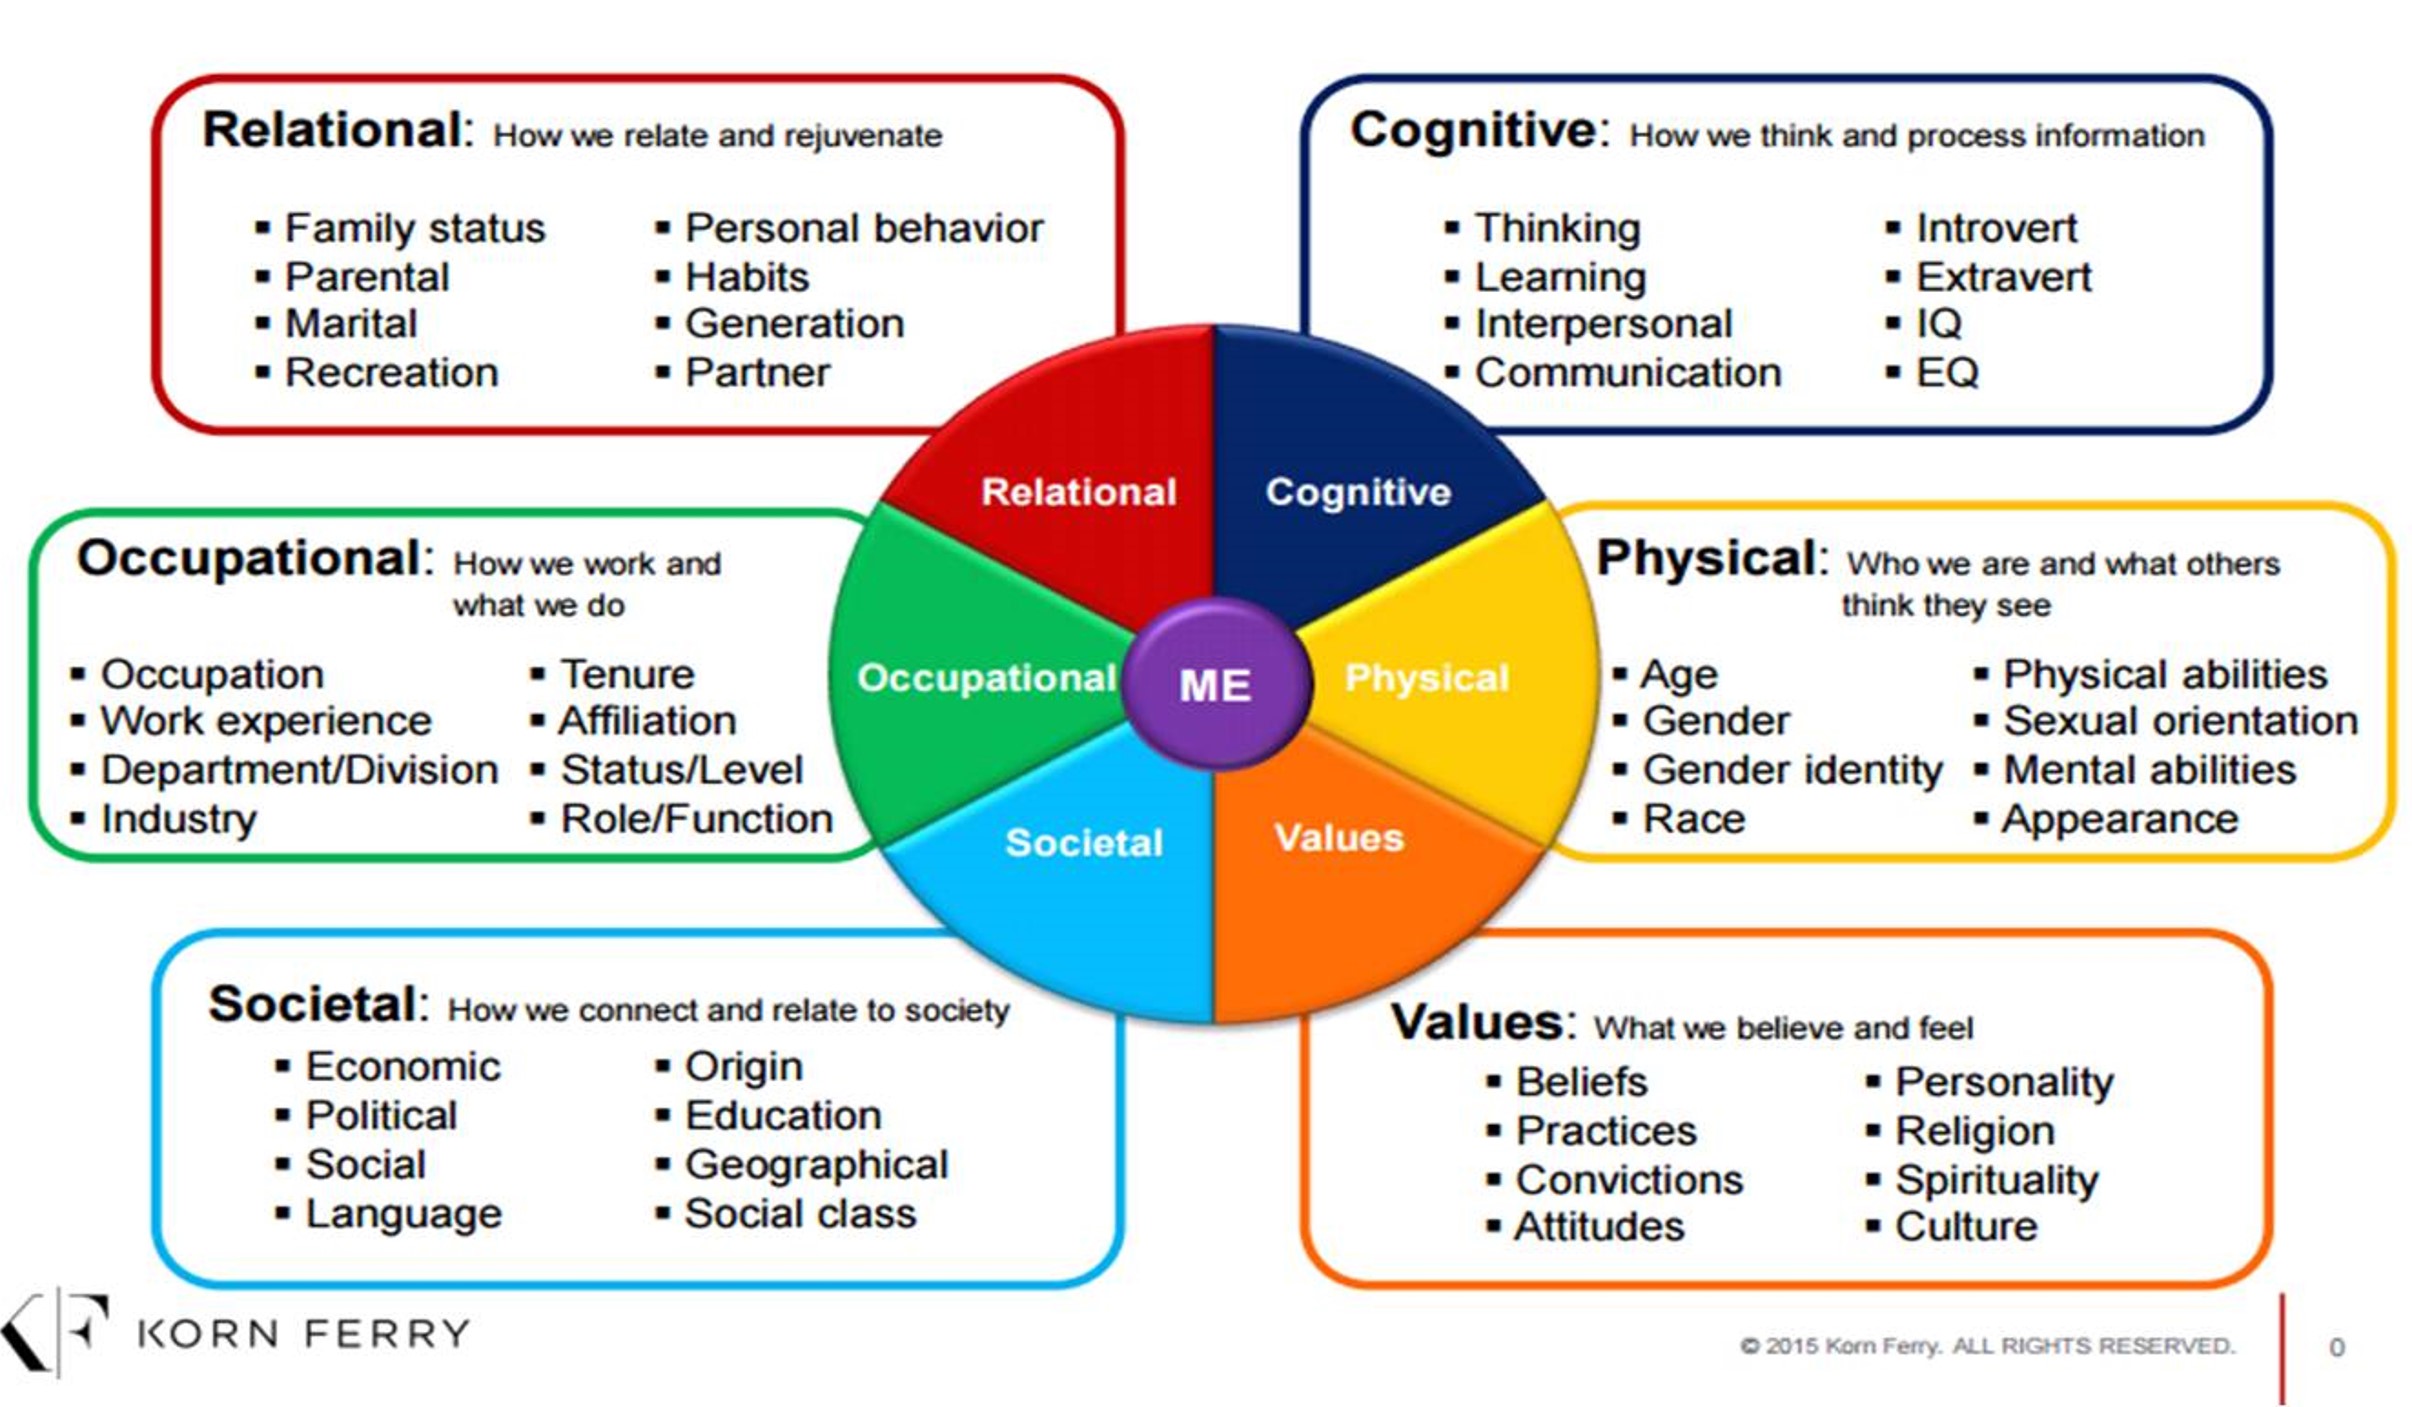 Relational: How we relate and rejuvenate
▪ Family status
▪ Parental
▪ Marital
▪ Recreation
▪ Personal behavior
▪ Habits
▪ Generation
▪ Partner
Cognitive: How we think and process information
▪ Thinking
▪ Learning
▪ Interpersonal
▪ Communication
▪ Introvert
▪ Extravert
▪ IQ
▪ EQ
Occupational: How we work and
what we do
▪ Occupation
▪ Work experience
▪ Department/Division
▪ Industry
▪ Tenure
▪ Affiliation
▪ Status/Level
▪ Role/Function
Relational
Cognitive
Occupational
ME
Physical
Societal
Values
Physical: Who we are and what others
think they see
▪ Age
▪ Gender
▪ Gender identity
▪ Race
▪ Physical abilities
▪ Sexual orientation
▪ Mental abilities
▪ Appearance
Societal: How we connect and relate to society
▪ Economic
▪ Political
▪ Social
▪ Language
▪ Origin
▪ Education
▪ Geographical
▪ Social class
Values: What we believe and feel
▪ Beliefs
▪ Practices
▪ Convictions
▪ Attitudes
▪ Personality
▪ Religion
▪ Spirituality
▪ Culture
KF KORN FERRY
© 2015 Korn Ferry. ALL RIGHTS RESERVED.
0